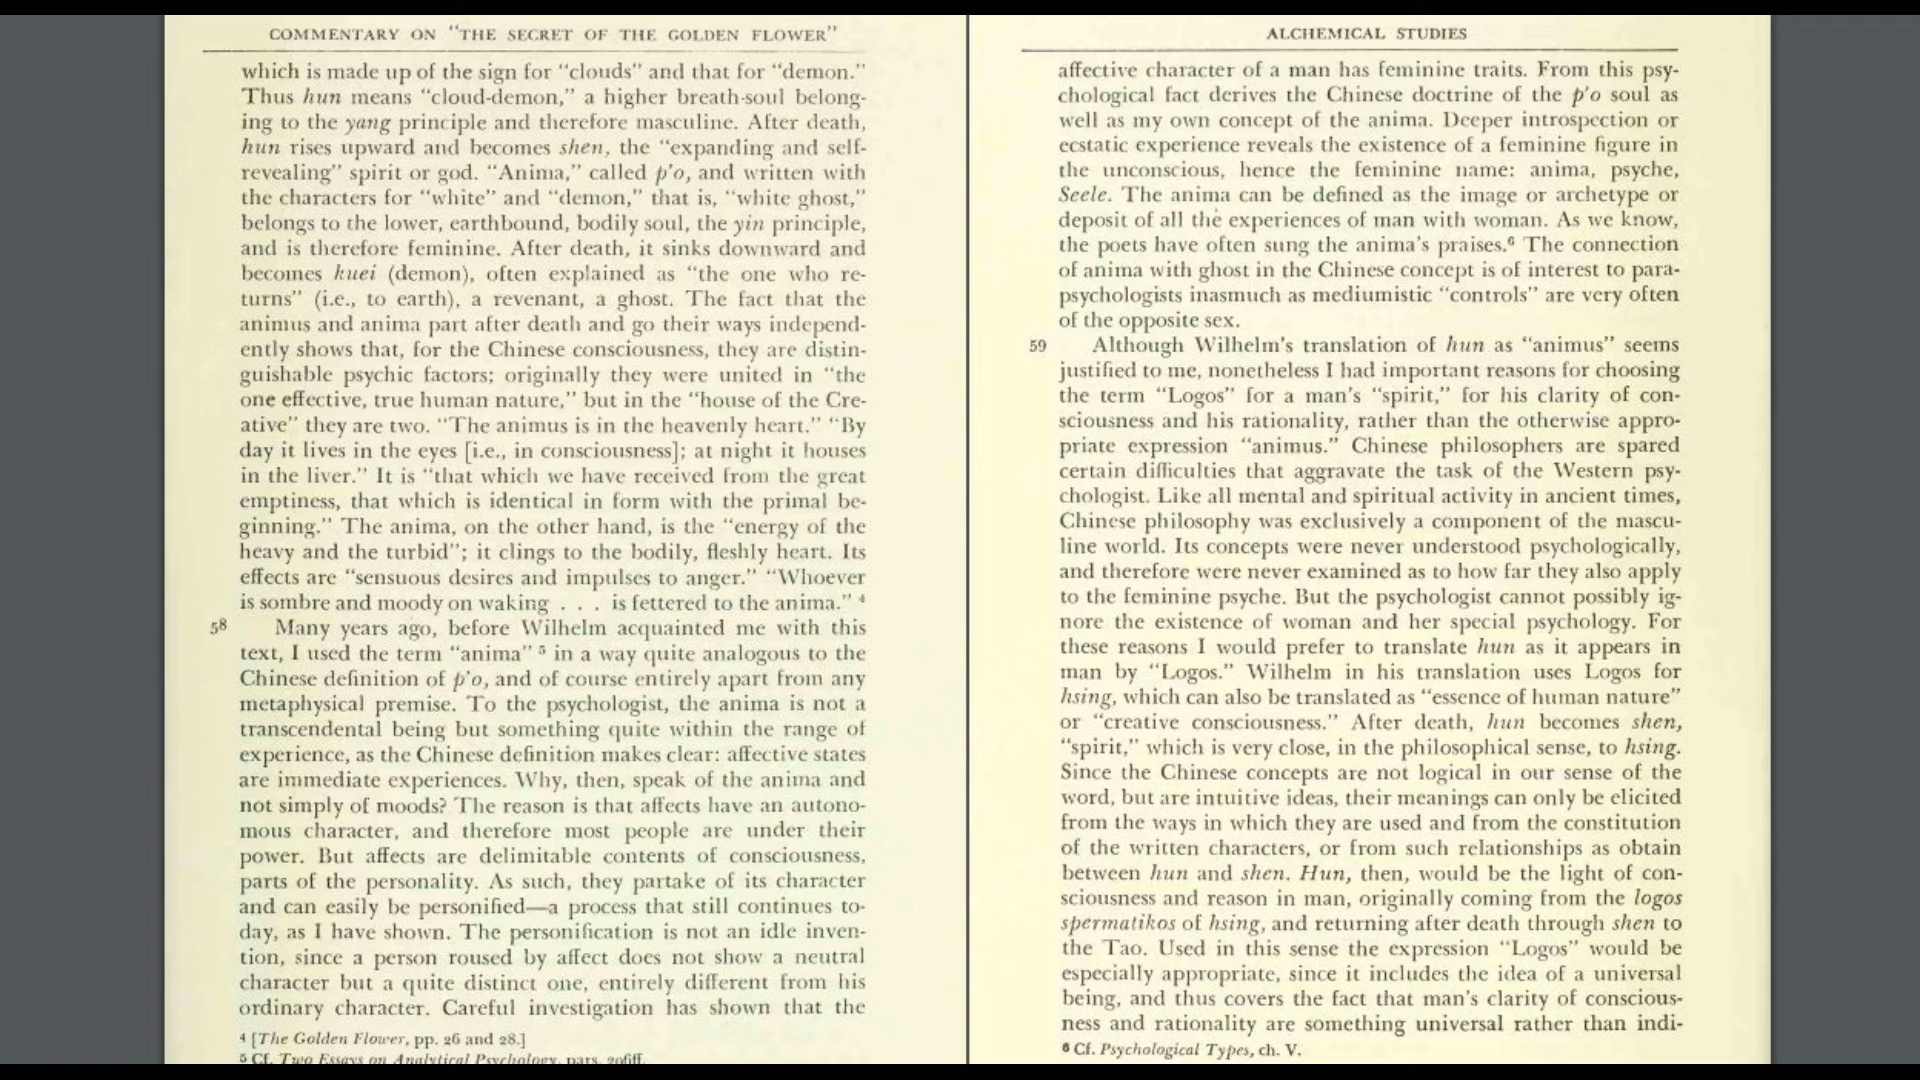 COMMENTARY ON "THE SECRET OF THE GOLDEN FLOWER"
which is made up of the sign for "clouds" and that for "demon."
Thus hun means "cloud-demon," a higher breath-soul belong-
ing to the yang principle and therefore masculine. After death,
hun rises upward and becomes shen, the "expanding and self-
revealing" spirit or god. "Anima," called p'o, and written with
the characters for "white" and "demon," that is, "white ghost,"
belongs to the lower, earthbound, bodily soul, the yin principle,
and is therefore feminine. After death, it sinks downward and
becomes kuei (demon), often explained as "the one who re-
turns" (i.e., to earth), a revenant, a ghost. The fact that the
animus and anima part after death and go their ways independ-
ently shows that, for the Chinese consciousness, they are distin-
guishable psychic factors; originally they were united in "the
one effective, true human nature," but in the "house of the Cre-
ative" they are two. "The animus is in the heavenly heart." "By
day it lives in the eyes [i.e., in consciousness]; at night it houses
in the liver." It is "that which we have received from the great
emptiness, that which is identical in form with the primal be-
ginning." The anima, on the other hand, is the "energy of the
heavy and the turbid"; it clings to the bodily, fleshly heart. Its
effects are "sensuous desires and impulses to anger." "Whoever
is sombre and moody on waking . . . is fettered to the anima." 4
58 Many years ago, before Wilhelm acquainted me with this
text, I used the term "anima" 5 in a way quite analogous to the
Chinese definition of p'o, and of course entirely apart from any
metaphysical premise. To the psychologist, the anima is not a
transcendental being but something quite within the range of
experience, as the Chinese definition makes clear: affective states
are immediate experiences. Why, then, speak of the anima and
not simply of moods? The reason is that affects have an autono-
mous character, and therefore most people are under their
power. But affects are delimitable contents of consciousness,
parts of the personality. As such, they partake of its character
and can easily be personified—a process that still continues to-
day, as I have shown. The personification is not an idle inven-
tion, since a person roused by affect does not show a neutral
character but a quite distinct one, entirely different from his
ordinary character. Careful investigation has shown that the
4 [The Golden Flower, pp. 26 and 28.]
5 Cf. Two Essays on Analytical Psychology, pars. 296ff.
ALCHEMICAL STUDIES
affective character of a man has feminine traits. From this psy-
chological fact derives the Chinese doctrine of the p'o soul as
well as my own concept of the anima. Deeper introspection or
ecstatic experience reveals the existence of a feminine figure in
the unconscious, hence the feminine name: anima, psyche,
Seele. The anima can be defined as the image or archetype or
deposit of all the experiences of man with woman. As we know,
the poets have often sung the anima's praises.6 The connection
of anima with ghost in the Chinese concept is of interest to para-
psychologists inasmuch as mediumistic "controls" are very often
of the opposite sex.
59 Although Wilhelm's translation of hun as "animus" seems
justified to me, nonetheless I had important reasons for choosing
the term "Logos" for a man's "spirit," for his clarity of con-
sciousness and his rationality, rather than the otherwise appro-
priate expression "animus." Chinese philosophers are spared
certain difficulties that aggravate the task of the Western psy-
chologist. Like all mental and spiritual activity in ancient times,
Chinese philosophy was exclusively a component of the mascu-
line world. Its concepts were never understood psychologically,
and therefore were never examined as to how far they also apply
to the feminine psyche. But the psychologist cannot possibly ig-
nore the existence of woman and her special psychology. For
these reasons I would prefer to translate hun as it appears in
man by "Logos." Wilhelm in his translation uses Logos for
hsing, which can also be translated as "essence of human nature"
or "creative consciousness." After death, hun becomes shen,
"spirit," which is very close, in the philosophical sense, to hsing.
Since the Chinese concepts are not logical in our sense of the
word, but are intuitive ideas, their meanings can only be elicited
from the ways in which they are used and from the constitution
of the written characters, or from such relationships as obtain
between hun and shen. Hun, then, would be the light of con-
sciousness and reason in man, originally coming from the logos
spermatikos of hsing, and returning after death through shen to
the Tao. Used in this sense the expression "Logos" would be
especially appropriate, since it includes the idea of a universal
being, and thus covers the fact that man's clarity of conscious-
ness and rationality are something universal rather than indi-
6 Cf. Psychological Types, ch. V.